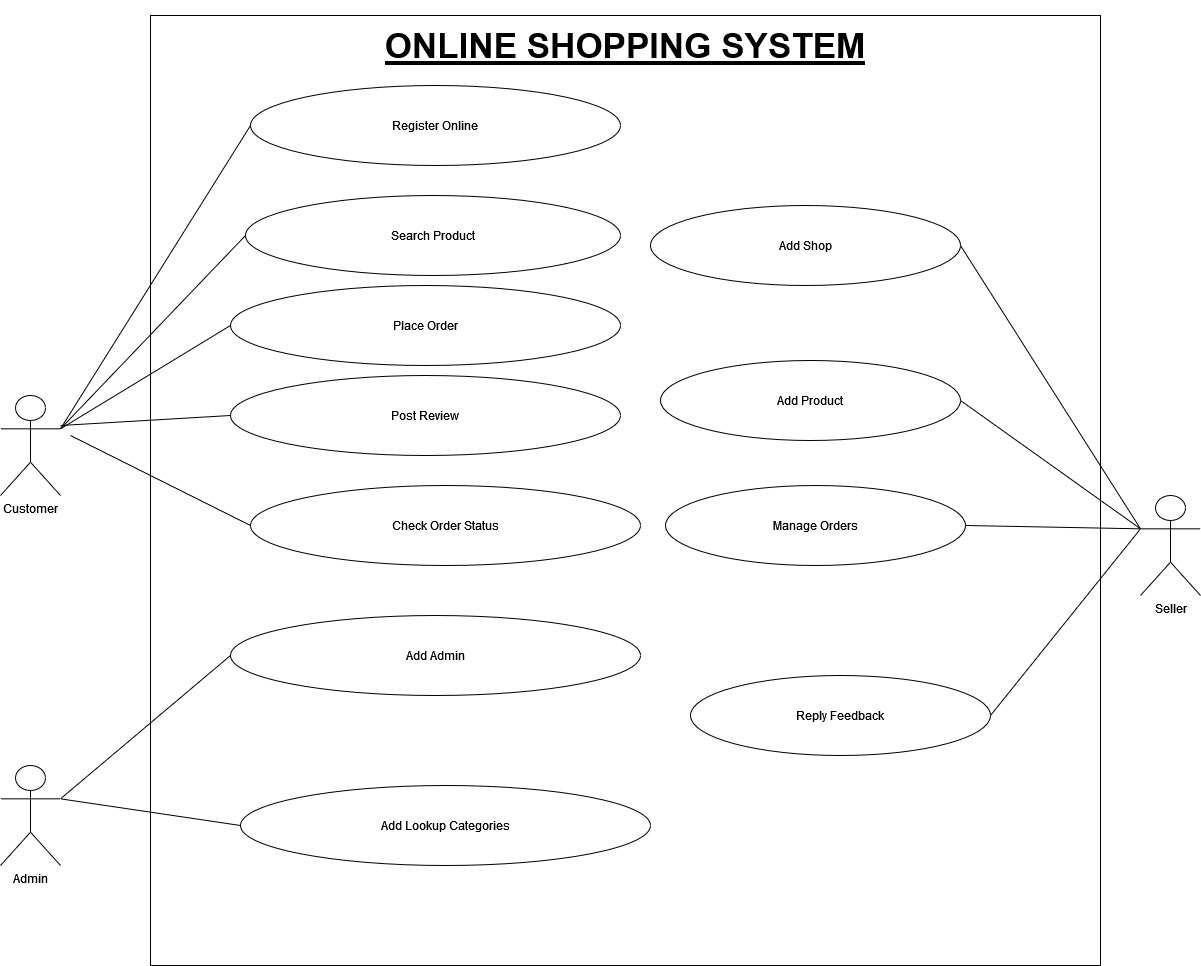 ONLINE SHOPPING SYSTEM
Register Online
Search Product
Add Shop
Place Order
Add Product
Post Review
Customer
Check Order Status
Manage Orders
Seller
Add Admin
Reply Feedback
Add Lookup Categories
Admin